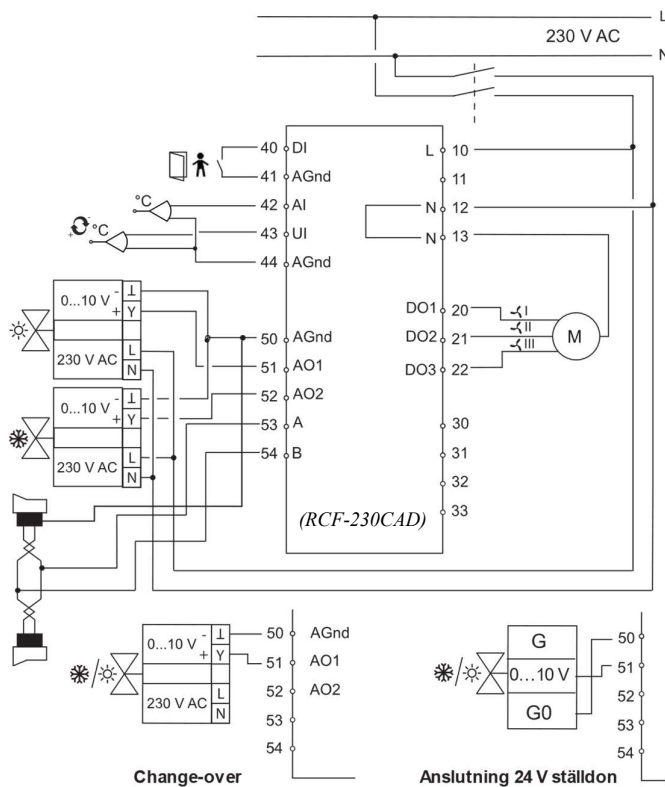 L
230 V AC
N
40 DI
L 10
41 AGnd
11
°C
42 AI
N 12
°C
43 UI
N 13
44 AGnd
0...10 V - ⊥
+ Y
230 V AC L
N
50 AGnd
51 AO1
52 AO2
53 A
54 B
DO1 20 I
DO2 21 II
DO3 22 III
M
0...10 V - ⊥
+ Y
230 V AC L
N
30
31
32
33
(RCF-230CAD)
0...10 V - ⊥
+ Y
230 V AC L
N
50 AGnd
51 AO1
52 AO2
53
54
Change-over
G
0...10 V
G0
50
51
52
53
54
Anslutning 24 V ställdon